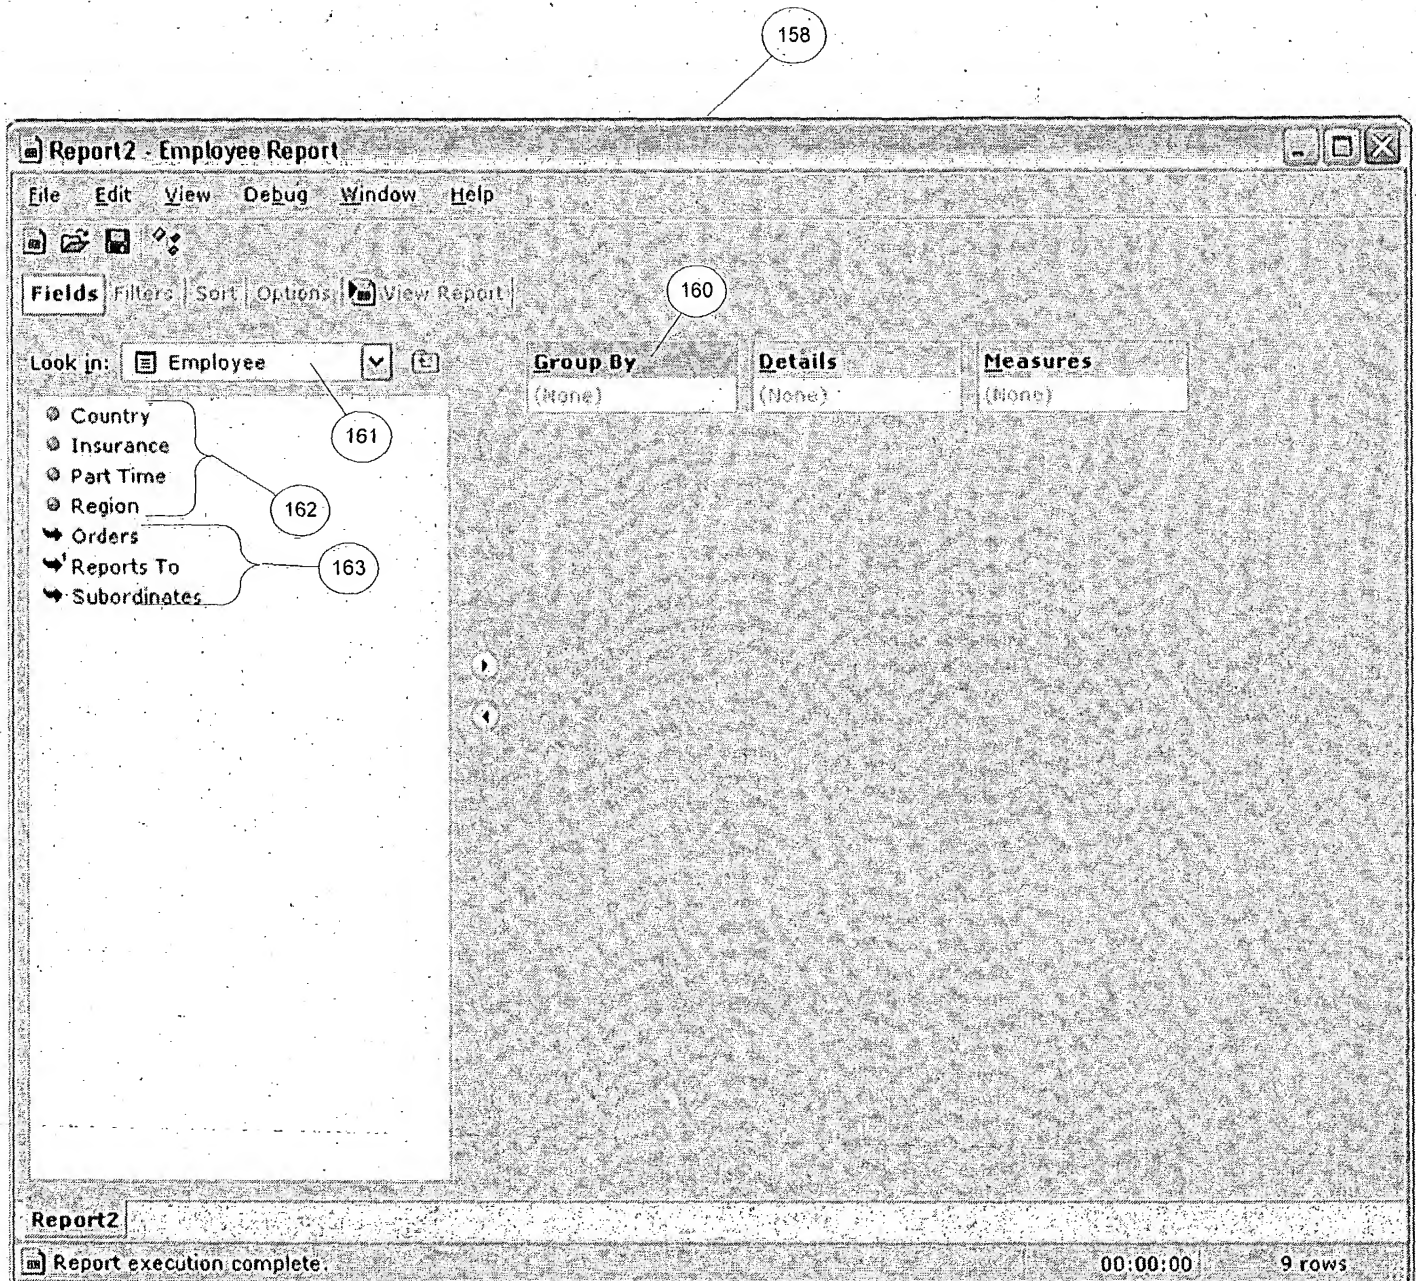 158
Report2 - Employee Report
File Edit View Debug Window Help
Fields Filters Sort Options View Report
160
Look in: Employee
Group By Details Measures
(None) (None) (None)
Country
161
Insurance
Part Time
Region
162
Orders
1 Reports To
163
Subordinates
Report2
Report execution complete. 00:00:00 9 rows